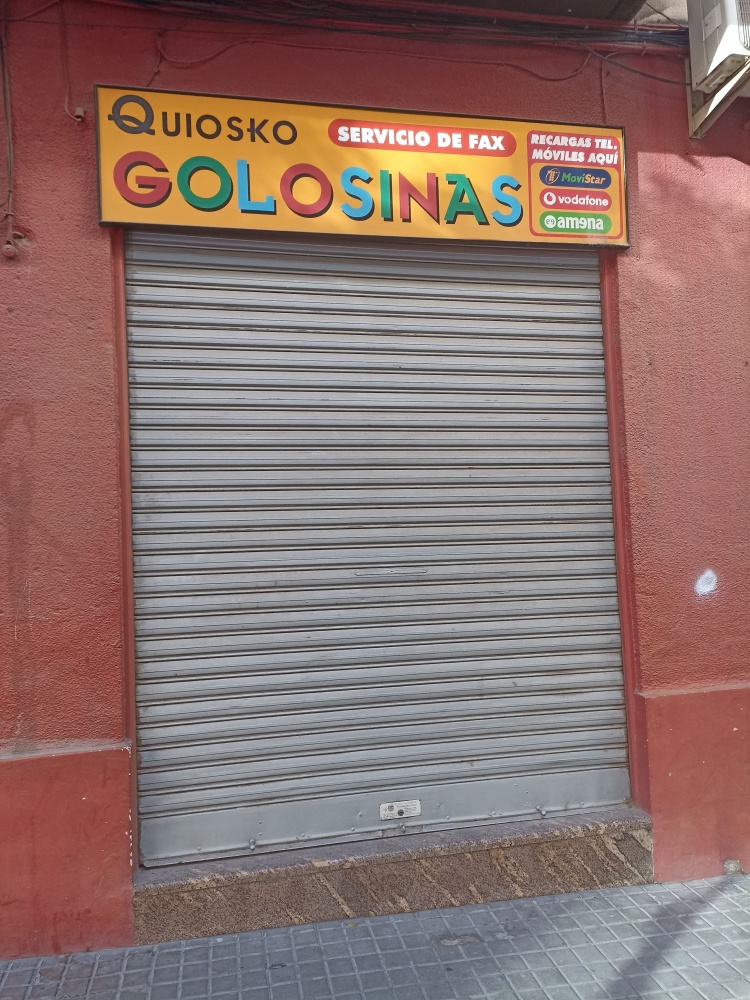 QUIOSKO
GOLOSINAS
SERVICIO DE FAX
RECARGAS TEL.
MÓVILES AQUÍ
MoviStar
vodafone
amena